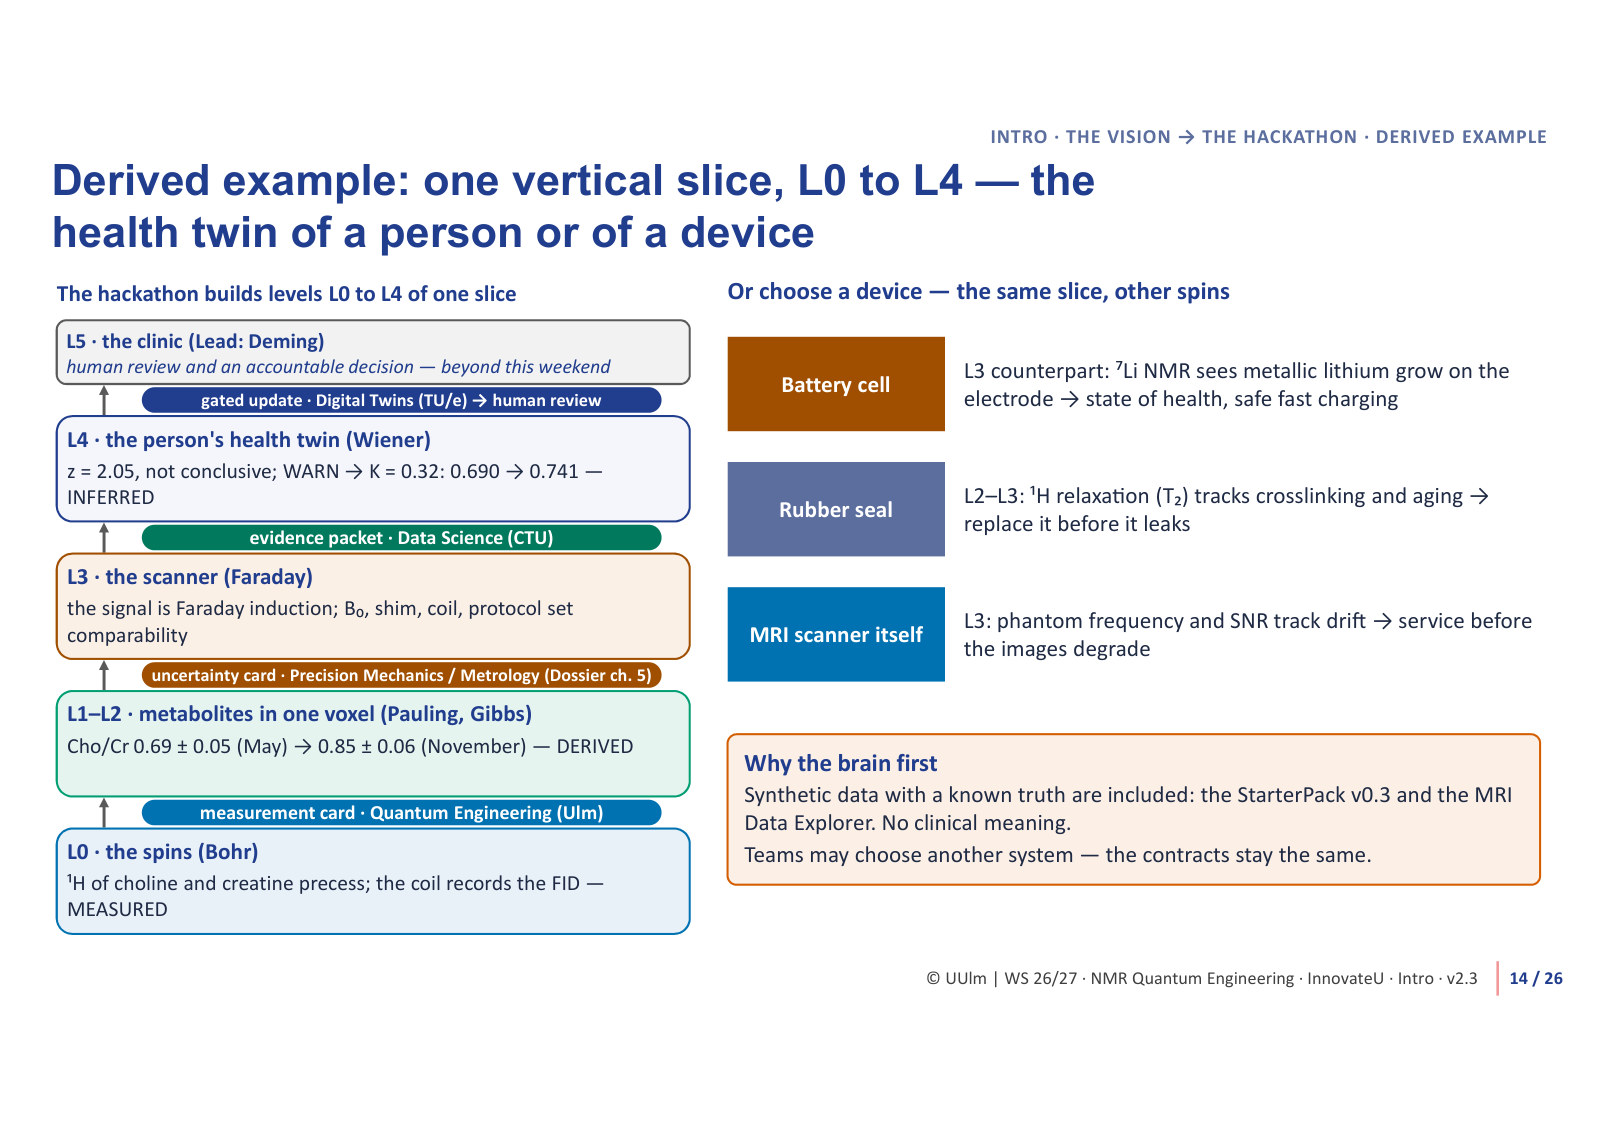 INTRO · THE VISION → THE HACKATHON · DERIVED EXAMPLE
Derived example: one vertical slice, L0 to L4 — the
health twin of a person or of a device
The hackathon builds levels L0 to L4 of one slice
L5 · the clinic (Lead: Deming)
human review and an accountable decision — beyond this weekend
gated update · Digital Twins (TU/e) → human review
L4 · the person's health twin (Wiener)
z = 2.05, not conclusive; WARN → K = 0.32: 0.690 → 0.741 —
INFERRED
evidence packet · Data Science (CTU)
L3 · the scanner (Faraday)
the signal is Faraday induction; B₀, shim, coil, protocol set
comparability
uncertainty card · Precision Mechanics / Metrology (Dossier ch. 5)
L1–L2 · metabolites in one voxel (Pauling, Gibbs)
Cho/Cr 0.69 ± 0.05 (May) → 0.85 ± 0.06 (November) — DERIVED
measurement card · Quantum Engineering (Ulm)
L0 · the spins (Bohr)
¹H of choline and creatine precess; the coil records the FID —
MEASURED
Or choose a device — the same slice, other spins
Battery cell
L3 counterpart: ⁷Li NMR sees metallic lithium grow on the
electrode → state of health, safe fast charging
Rubber seal
L2–L3: ¹H relaxation (T₂) tracks crosslinking and aging →
replace it before it leaks
MRI scanner itself
L3: phantom frequency and SNR track drift → service before
the images degrade
Why the brain first
Synthetic data with a known truth are included: the StarterPack v0.3 and the MRI
Data Explorer. No clinical meaning.
Teams may choose another system — the contracts stay the same.
© UUlm | WS 26/27 · NMR Quantum Engineering · InnovateU · Intro · v2.3
14 / 26